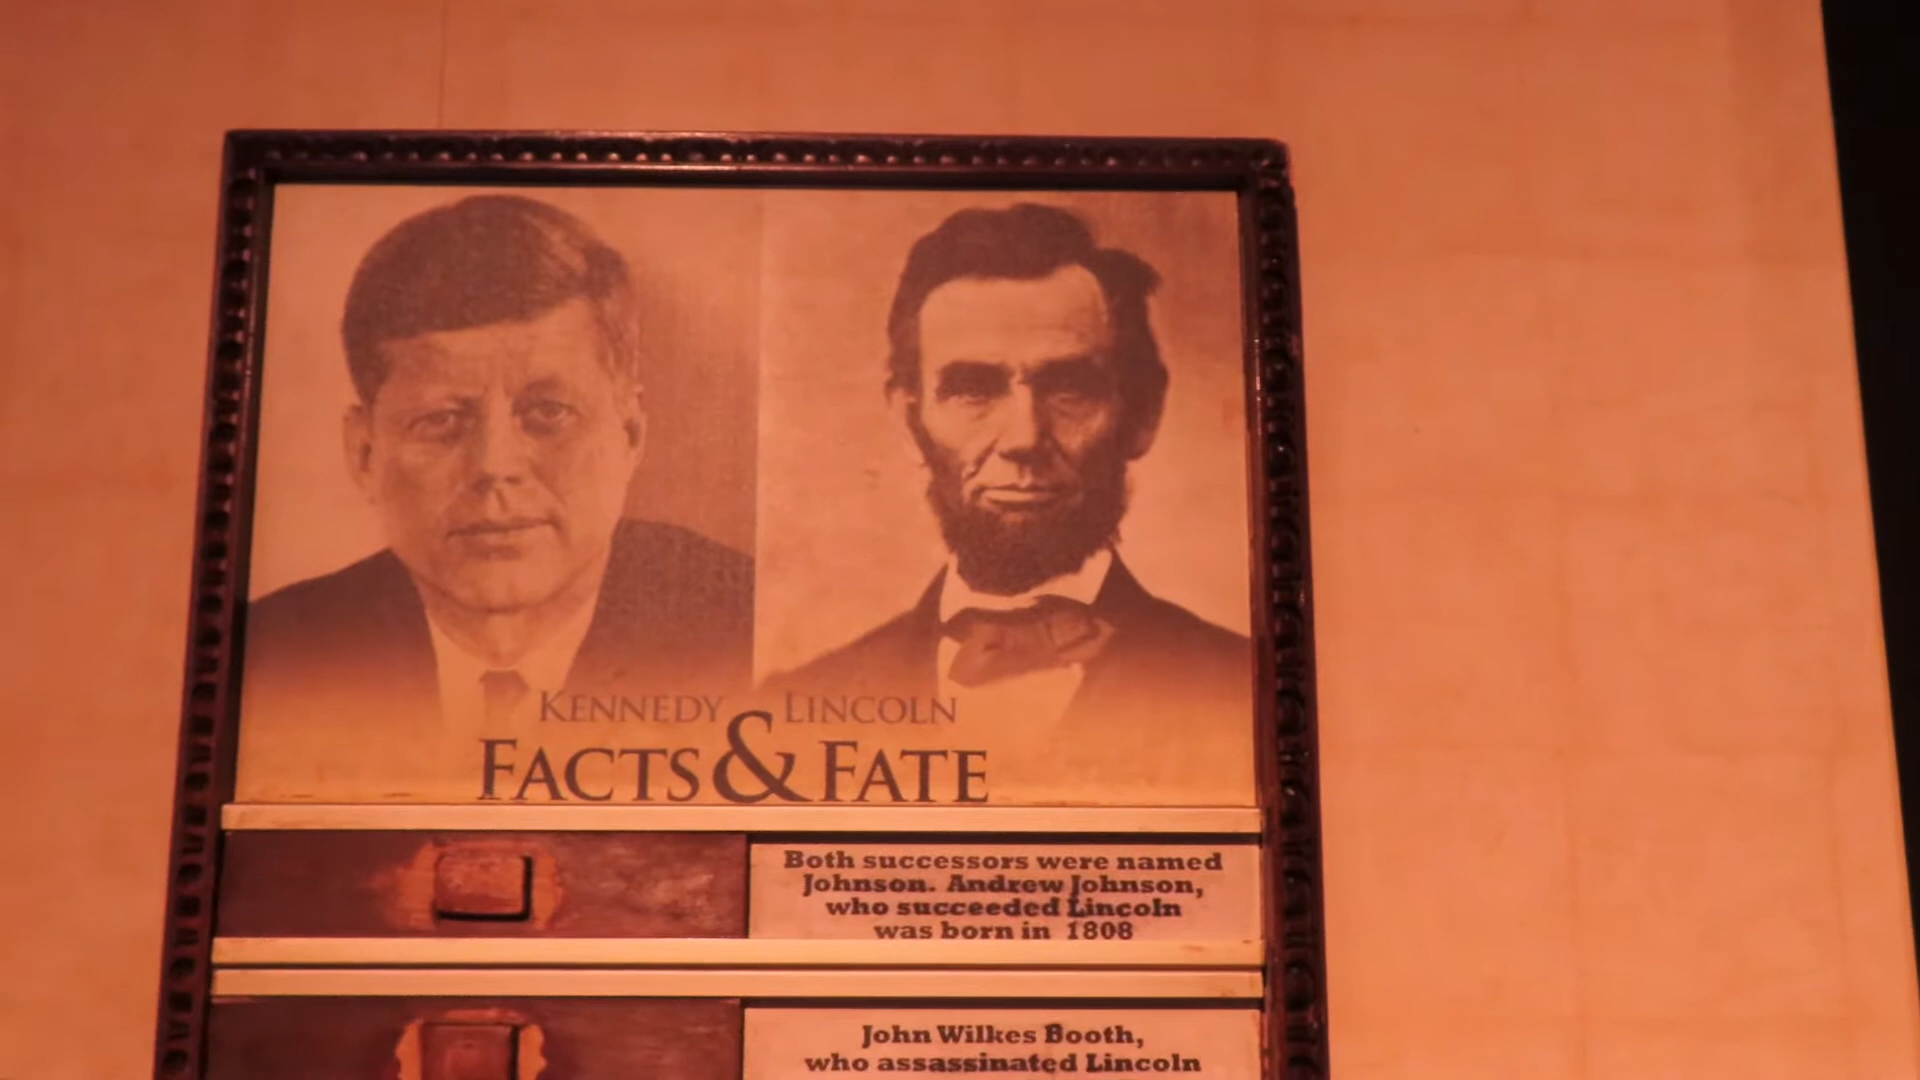 KENNEDY & LINCOLN
FACTS & FATE
Both successors were named
Johnson. Andrew Johnson,
who succeeded Lincoln
was born in 1808
John Wilkes Booth,
who assassinated Lincoln